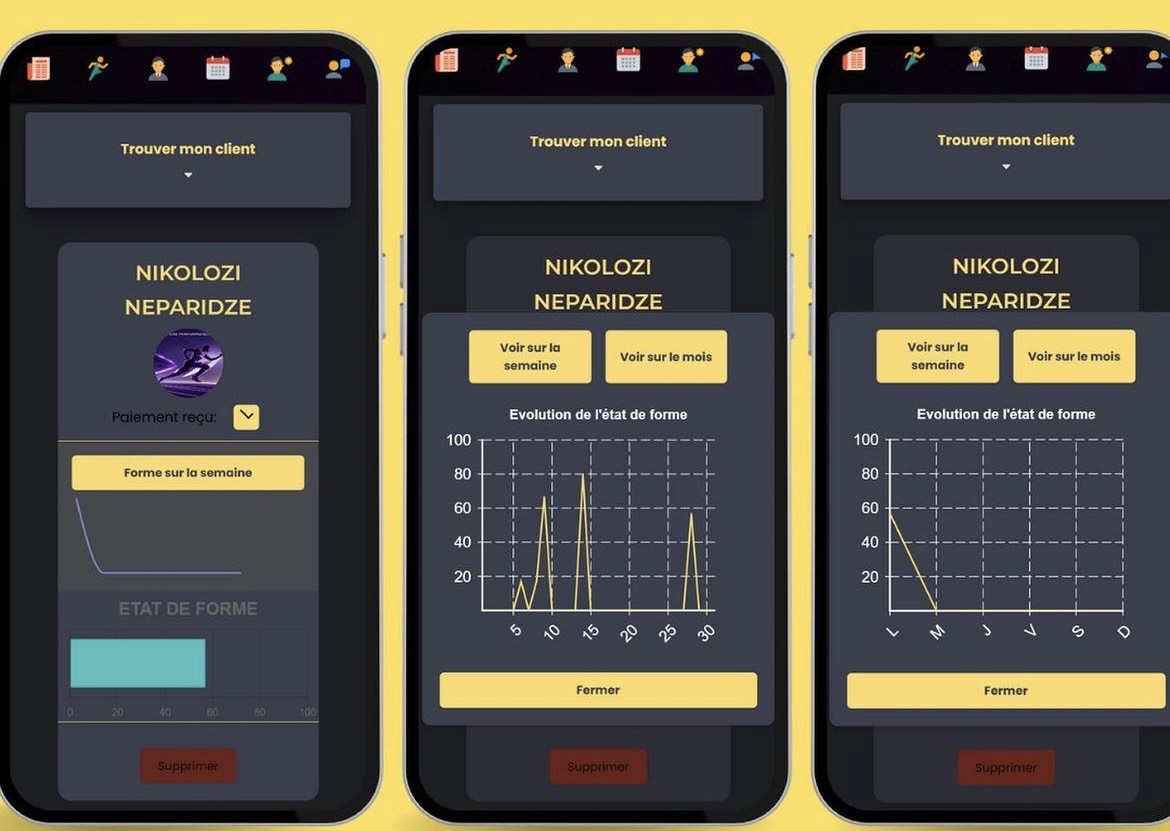 Trouver mon client
NIKOLOZI
NEPARIDZE
Paiement reçu:
Forme sur la semaine
ETAT DE FORME
0 20 40 60 80 100
Supprimer
Trouver mon client
NIKOLOZI
NEPARIDZE
Voir sur la
semaine
Voir sur le mois
Evolution de l'état de forme
100
80
60
40
20
5 10 15 20 25 30
Fermer
Supprimer
Trouver mon client
NIKOLOZI
NEPARIDZE
Voir sur la
semaine
Voir sur le mois
Evolution de l'état de forme
100
80
60
40
20
L M J V S D
Fermer
Supprimer